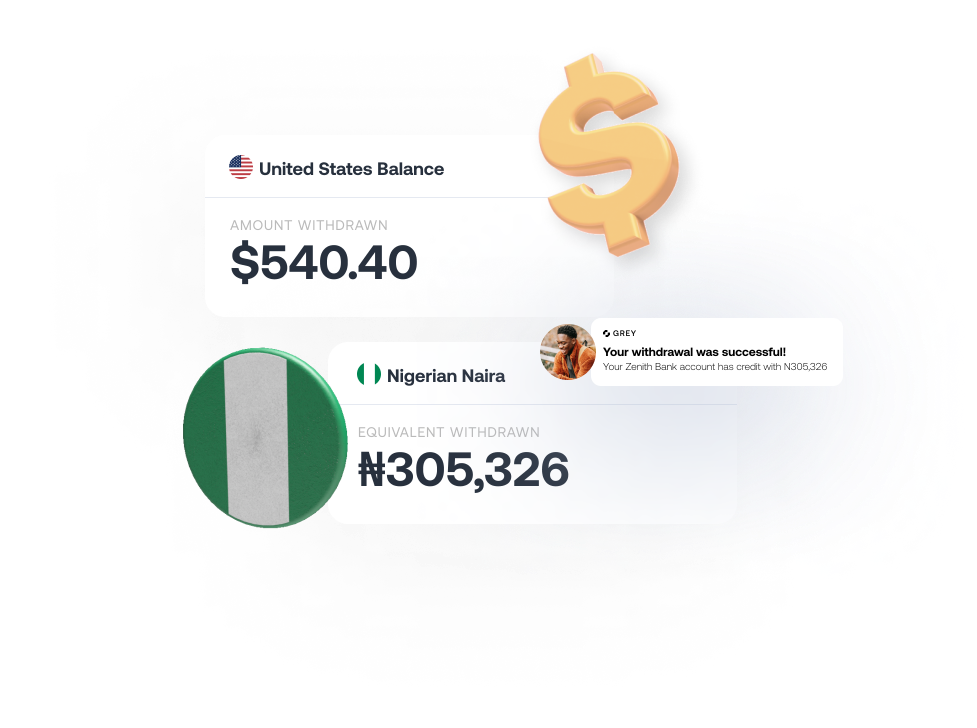 United States Balance
AMOUNT WITHDRAWN
$540.40
GREY
Your withdrawal was successful!
Your Zenith Bank account has credit with N305,326
Nigerian Naira
EQUIVALENT WITHDRAWN
₦305,326